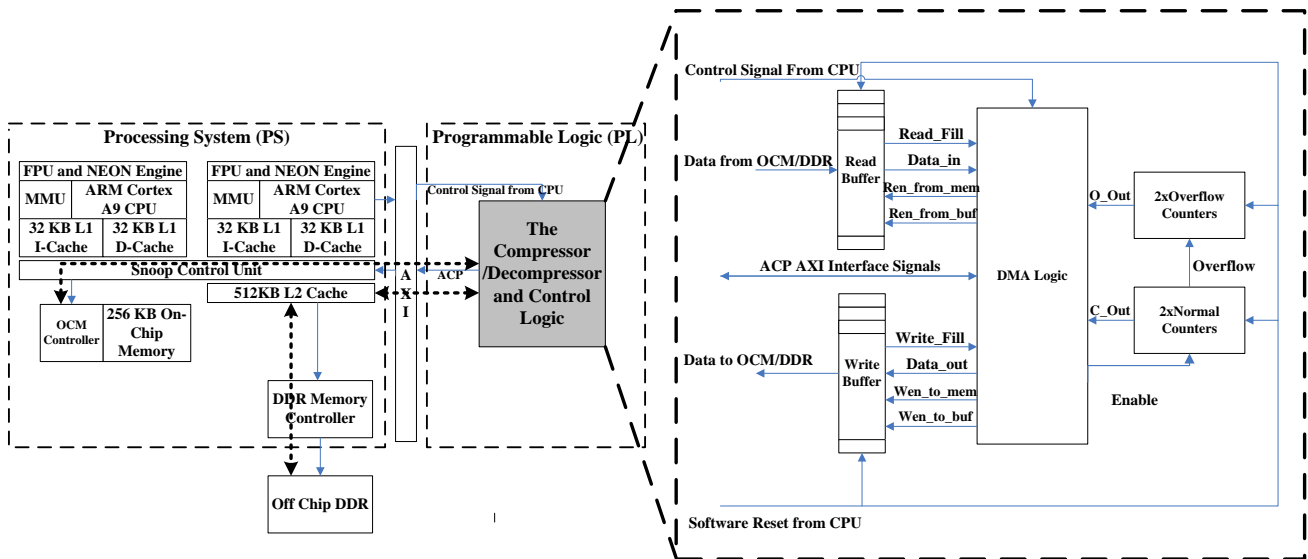 Processing System (PS)
FPU and NEON Engine
MMU
ARM Cortex
A9 CPU
32 KB L1
I-Cache
32 KB L1
D-Cache
FPU and NEON Engine
MMU
ARM Cortex
A9 CPU
32 KB L1
I-Cache
32 KB L1
D-Cache
Snoop Control Unit
512KB L2 Cache
OCM
Controller
256 KB On-
Chip
Memory
DDR Memory
Controller
Off Chip DDR
A
X
I
Programmable Logic (PL)
Control Signal from CPU
ACP
The
Compressor
/Decompressor
and Control
Logic
Control Signal From CPU
Data from OCM/DDR
Read
Buffer
Read_Fill
Data_in
Ren_from_mem
Ren_from_buf
ACP AXI Interface Signals
DMA Logic
O_Out
2xOverflow
Counters
Overflow
C_Out
2xNormal
Counters
Enable
Data to OCM/DDR
Write
Buffer
Write_Fill
Data_out
Wen_to_mem
Wen_to_buf
Software Reset from CPU